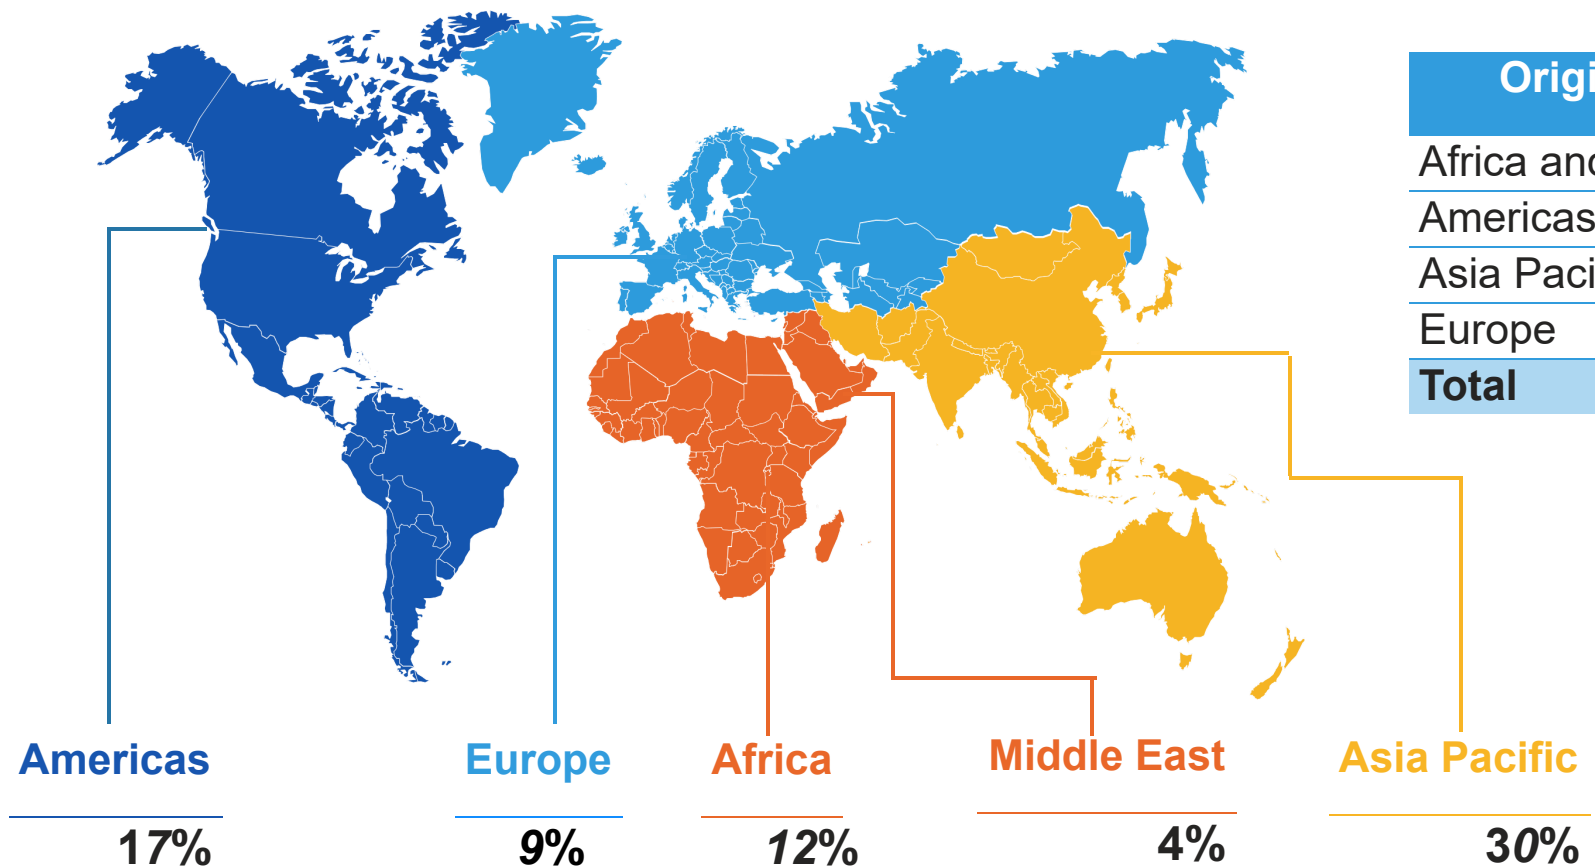 Origi
Africa and
Americas
Asia Paci
Europe
Total
Americas
Europe
Africa
Middle East
Asia Pacific
17%
9%
12%
4%
30%